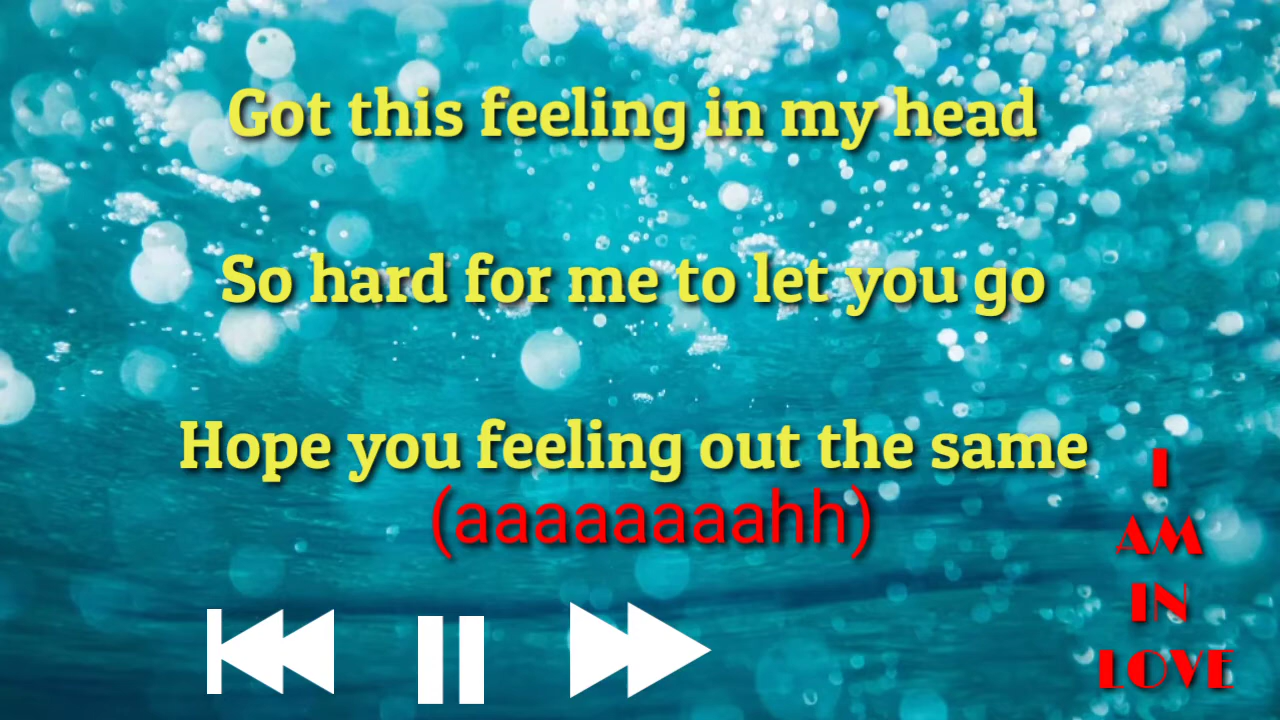 Got this feeling in my head
So hard for me to let you go
Hope you feeling out the same
(aaaaaaaahh)
I
AM
IN
LOVE